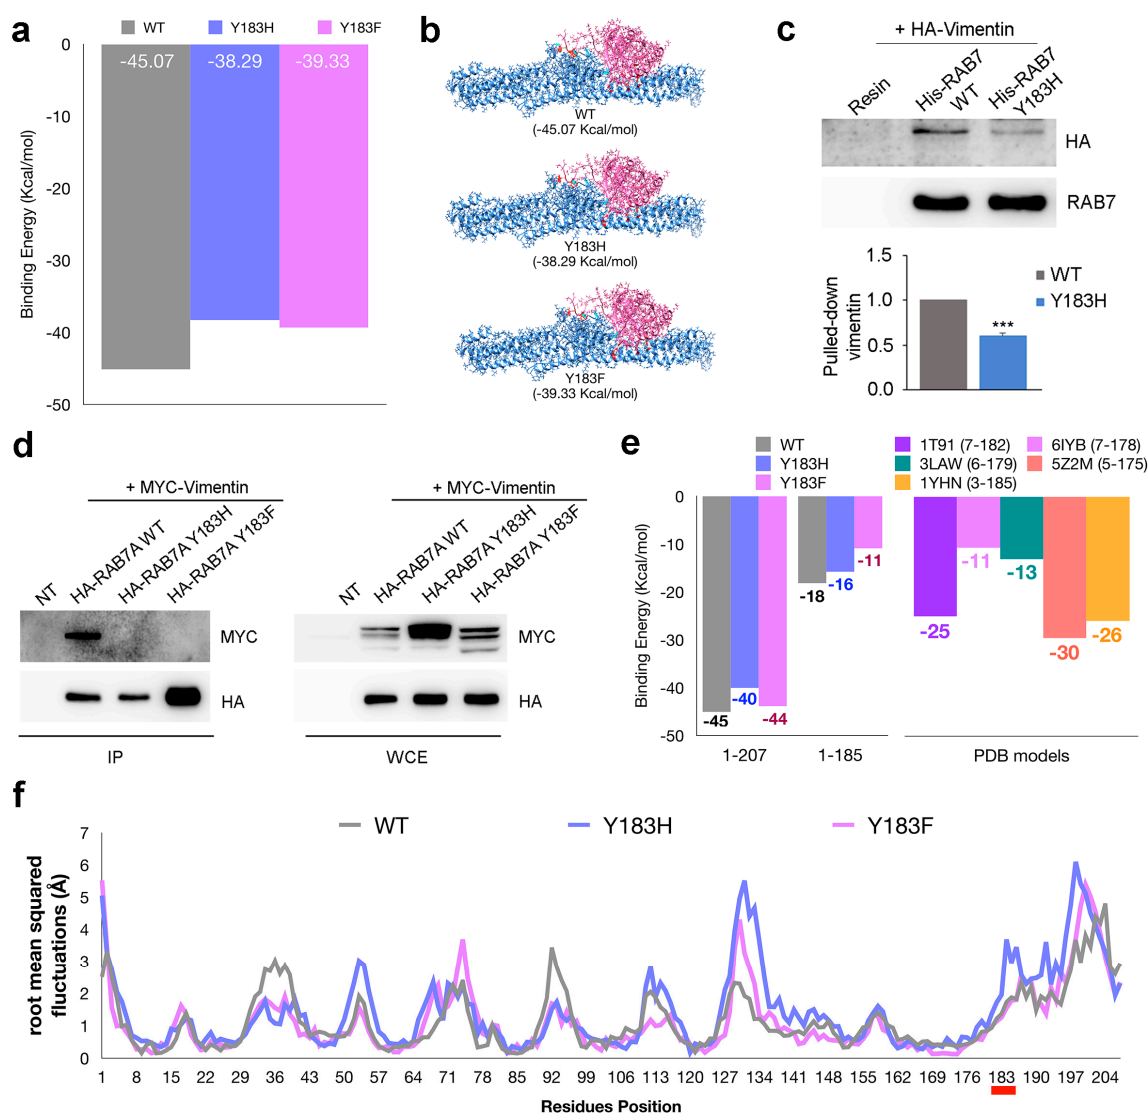 a
WT
Y183H
Y183F
0
-10
-20
-30
-40
-50
Binding Energy (Kcal/mol)
-45.07
-38.29
-39.33
b
WT
(-45.07 Kcal/mol)
Y183H
(-38.29 Kcal/mol)
Y183F
(-39.33 Kcal/mol)
c
+ HA-Vimentin
Resin
His-RAB7
WT
His-RAB7
Y183H
HA
RAB7
1.5
1.0
0.5
0.0
Pulled-down
vimentin
***
WT
Y183H
d
+ MYC-Vimentin
NT
HA-RAB7A WT
HA-RAB7A Y183H
HA-RAB7A Y183F
MYC
HA
IP
+ MYC-Vimentin
NT
HA-RAB7A WT
HA-RAB7A Y183H
HA-RAB7A Y183F
MYC
HA
WCE
e
WT
Y183H
Y183F
1T91 (7-182)
3LAW (6-179)
1YHN (3-185)
6IYB (7-178)
5Z2M (5-175)
0
-10
-20
-30
-40
-50
Binding Energy (Kcal/mol)
-45
-40
-44
-18
-16
-11
-25
-11
-13
-30
-26
1-207
1-185
PDB models
f
WT
Y183H
Y183F
7
6
5
4
3
2
1
0
root mean squared
fluctuations (Å)
1 8 15 22 29 36 43 50 57 64 71 78 85 92 99 106 113 120 127 134 141 148 155 162 169 176 183 190 197 204
Residues Position